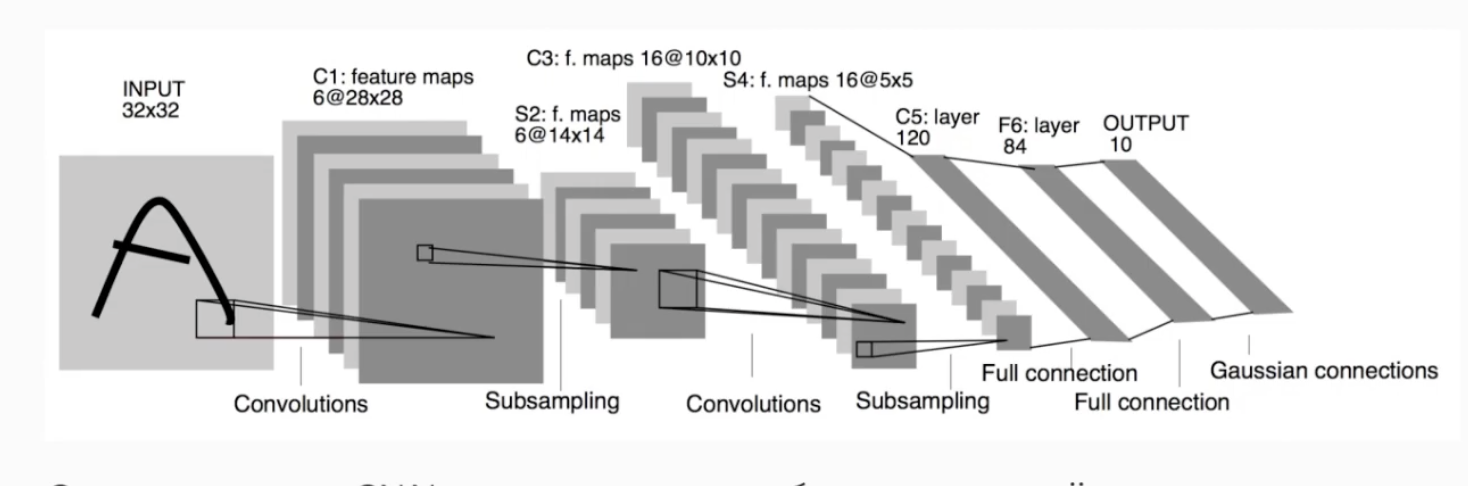 INPUT
32x32
C1: feature maps
6@28x28
S2: f. maps
6@14x14
C3: f. maps 16@10x10
S4: f. maps 16@5x5
C5: layer
120
F6: layer
84
OUTPUT
10
Convolutions
Subsampling
Convolutions
Subsampling
Full connection
Full connection
Gaussian connections